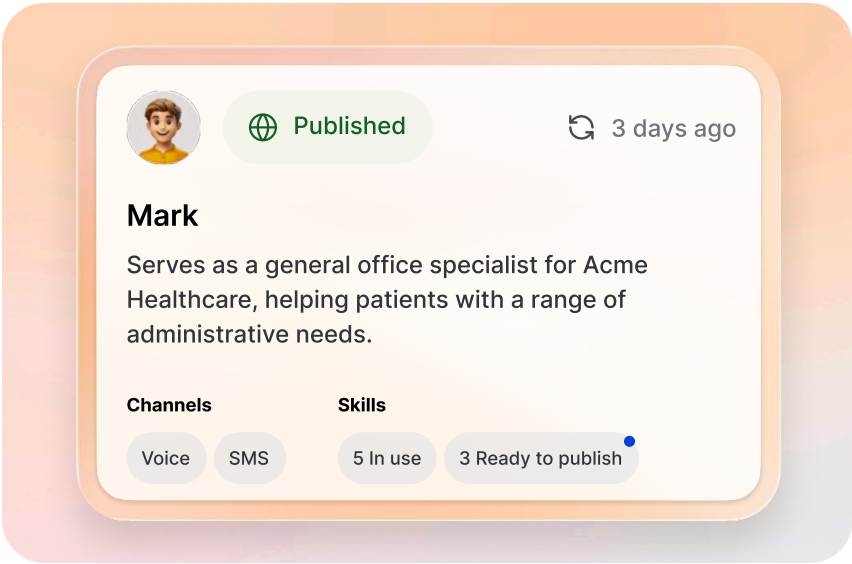 Published
3 days ago
Mark
Serves as a general office specialist for Acme
Healthcare, helping patients with a range of
administrative needs.
Channels
Skills
Voice
SMS
5 In use
3 Ready to publish